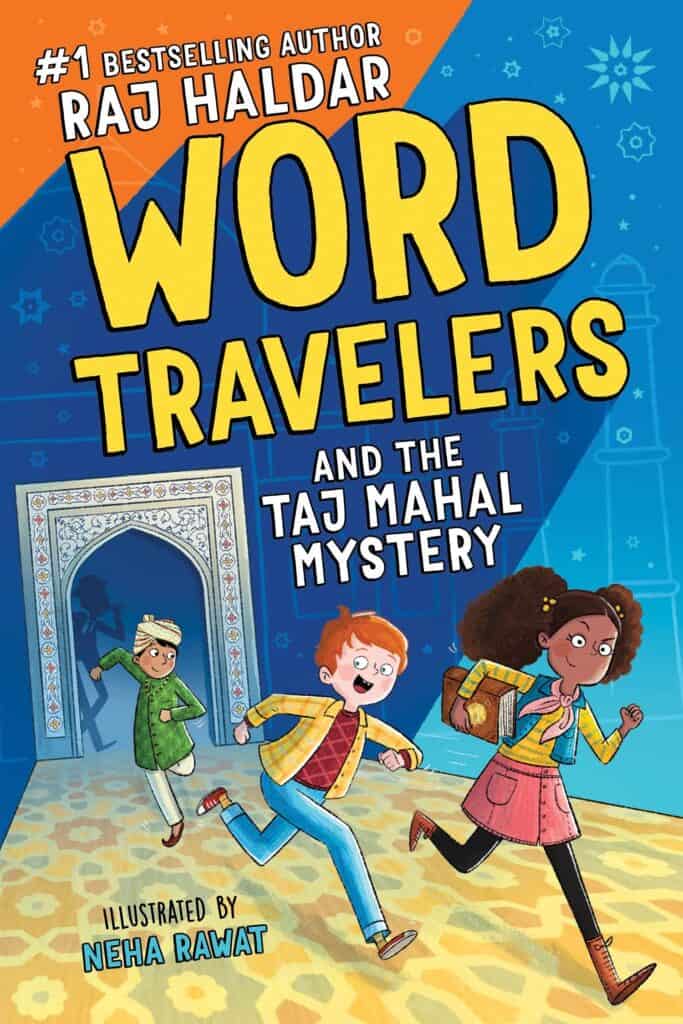 #1 BESTSELLING AUTHOR
RAJ HALDAR
WORD
TRAVELERS
AND THE
TAJ MAHAL
MYSTERY
ILLUSTRATED BY
NEHA RAWAT